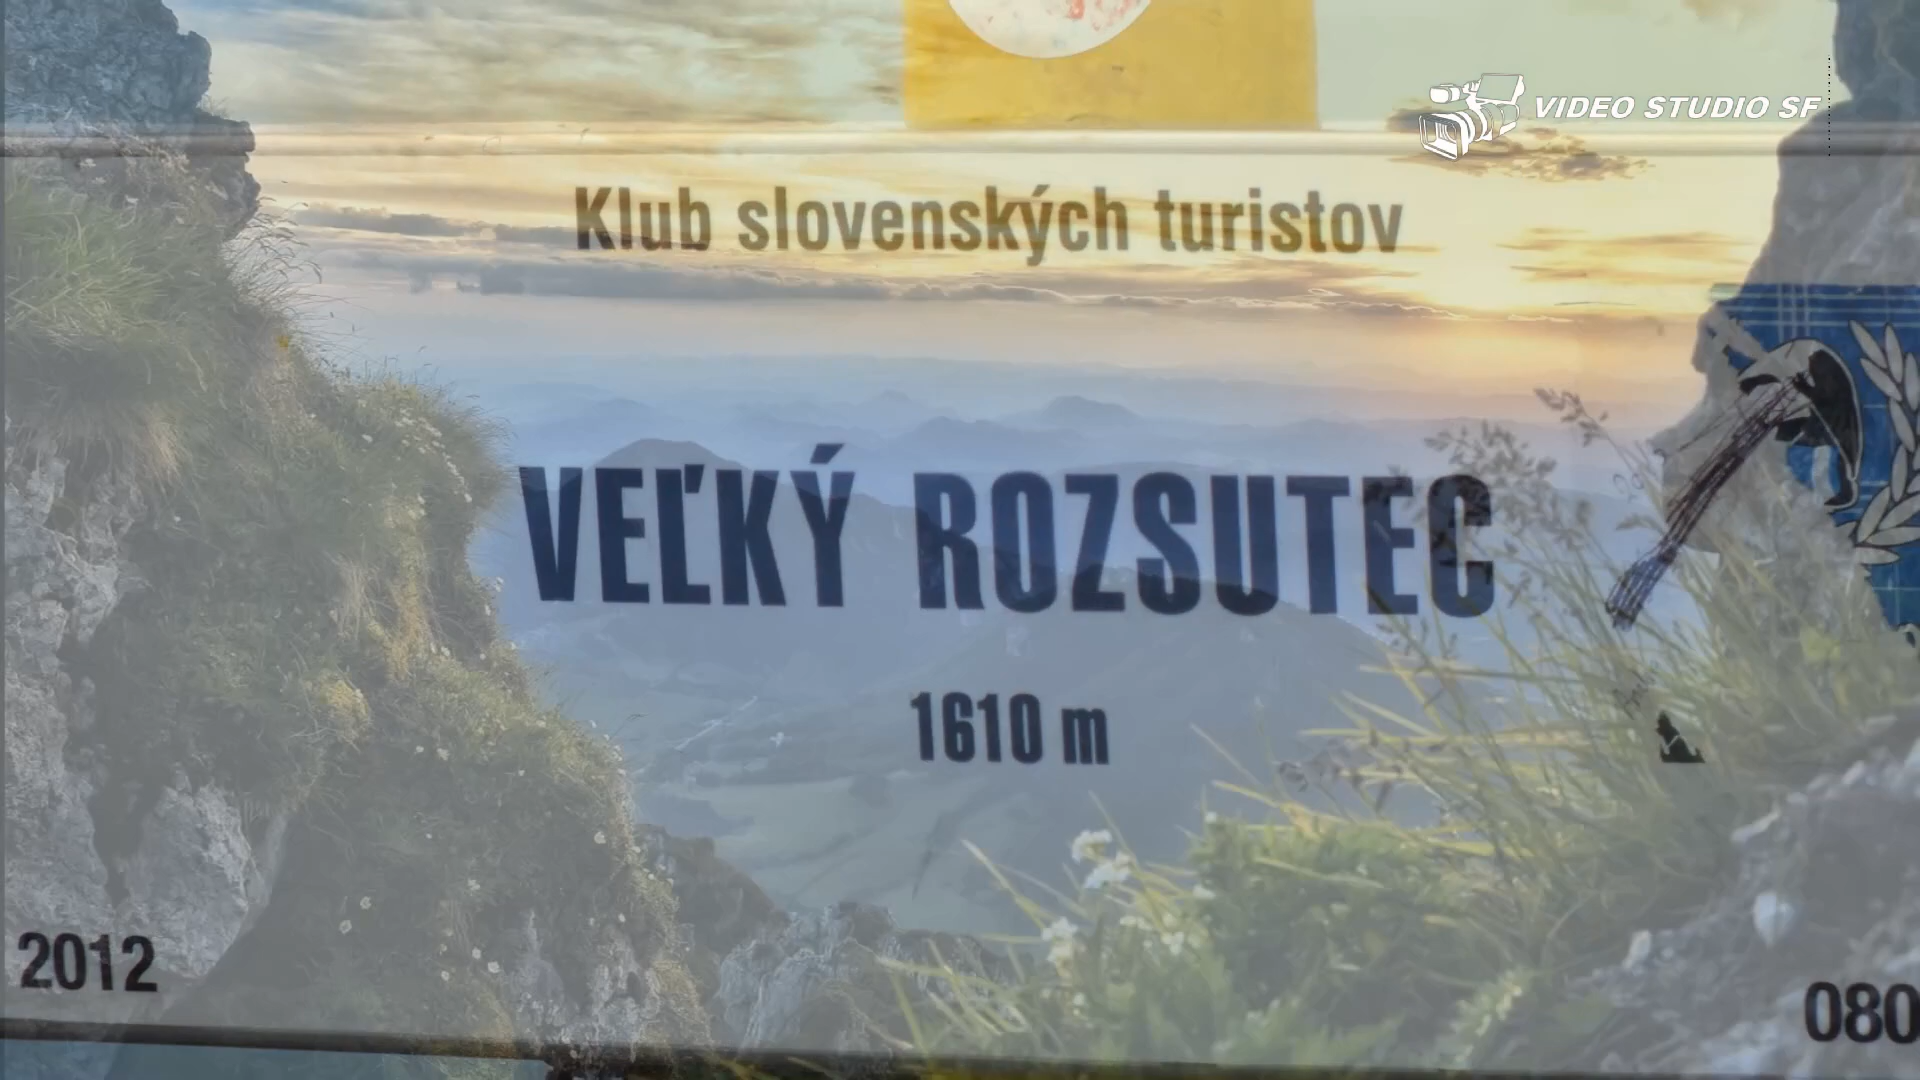 VIDEO STUDIO SF
Klub slovenských turistov
VEĽKÝ ROZSUTEC
1610 m
2012
080